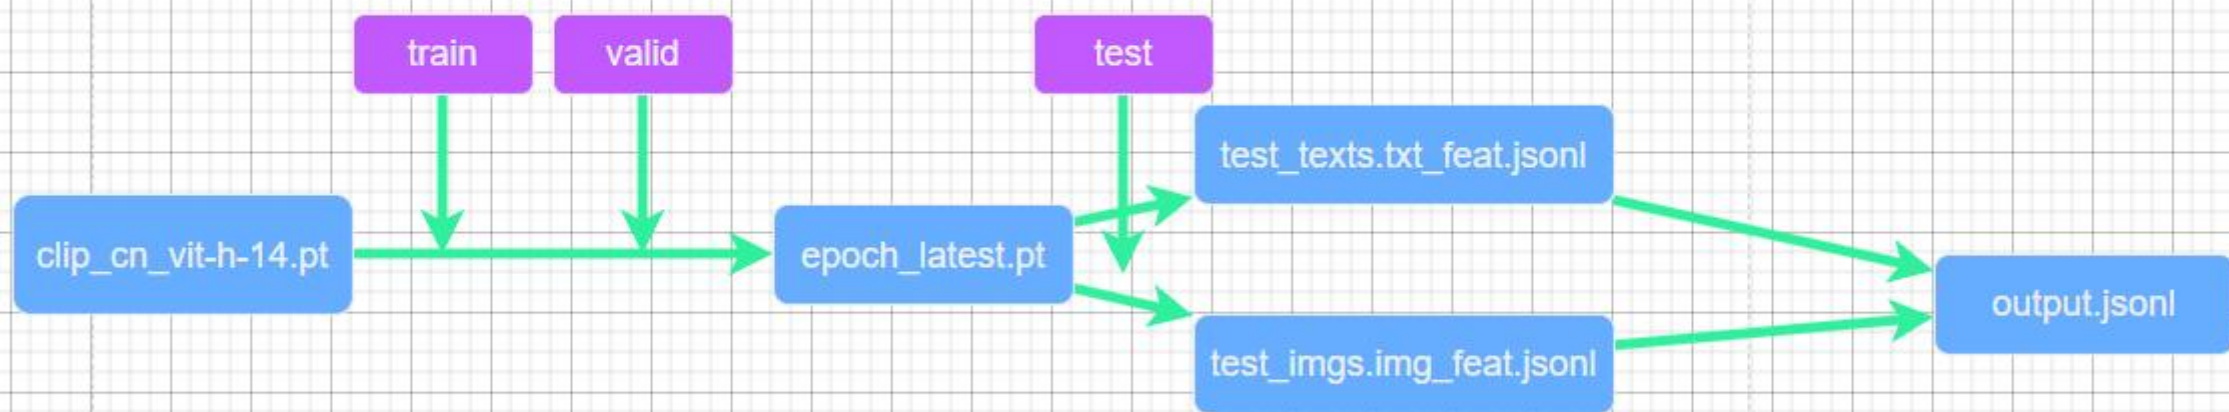 train
valid
test
test_texts.txt_feat.jsonl
clip_cn_vit-h-14.pt
epoch_latest.pt
output.jsonl
test_imgs.img_feat.jsonl